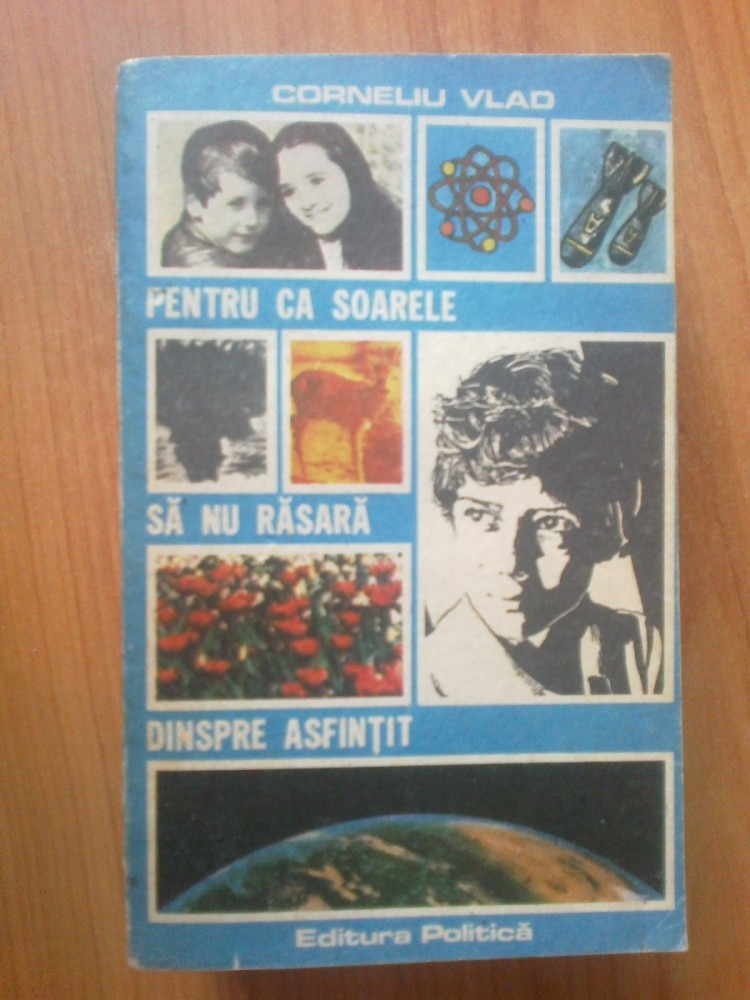 CORNELIU VLAD
PENTRU CA SOARELE
SĂ NU RĂSARĂ
DINSPRE ASFINȚIT
Editura Politică